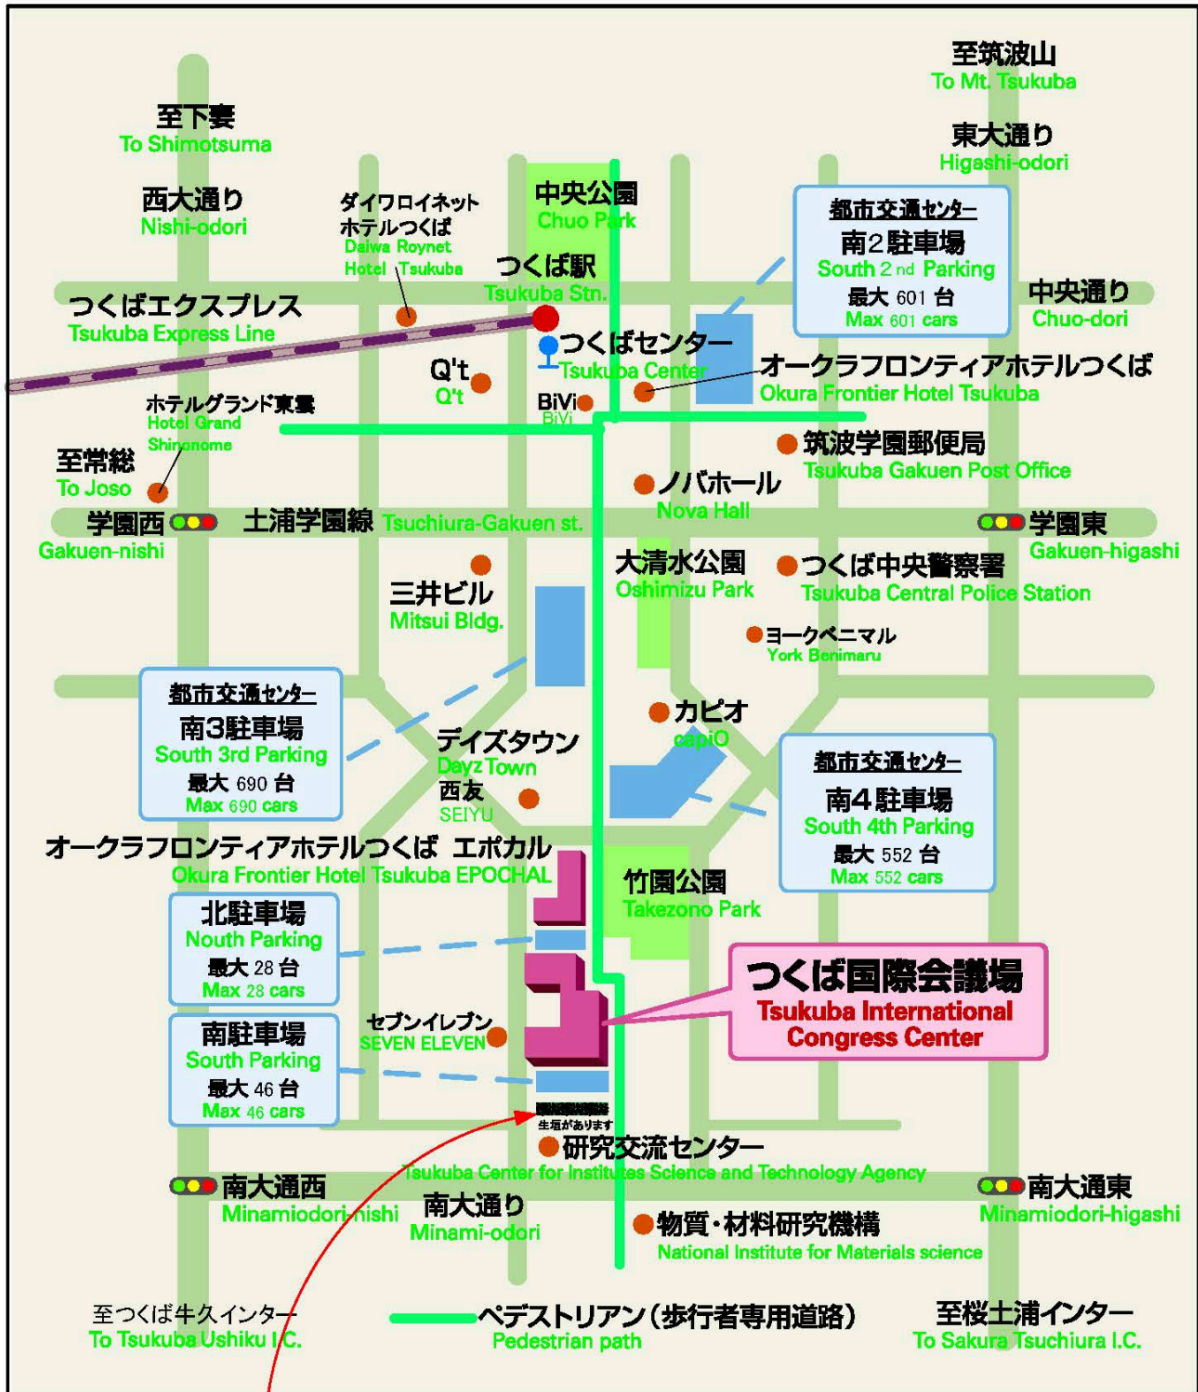 至筑波山
To Mt. Tsukuba
至下妻
To Shimotsuma
東大通り
Higashi-odori
西大通り
Nishi-odori
ダイワロイネット
ホテルつくば
Daiwa Roynet
Hotel Tsukuba
中央公園
Chuo Park
都市交通センター
南2駐車場
South 2nd Parking
最大 601 台
Max 601 cars
つくば駅
Tsukuba Stn.
中央通り
Chuo-dori
つくばエクスプレス
Tsukuba Express Line
つくばセンター
Tsukuba Center
オークラフロンティアホテルつくば
Okura Frontier Hotel Tsukuba
Q't
Q't
BiVi
BiVi
ホテルグランド東雲
Hotel Grand
Shinonome
筑波学園郵便局
Tsukuba Gakuen Post Office
至常総
To Joso
ノバホール
Nova Hall
学園西
Gakuen-nishi
土浦学園線 Tsuchiura-Gakuen st.
学園東
Gakuen-higashi
三井ビル
Mitsui Bldg.
大清水公園
Oshimizu Park
つくば中央警察署
Tsukuba Central Police Station
ヨークベニマル
York Benimaru
都市交通センター
南3駐車場
South 3rd Parking
最大 690 台
Max 690 cars
カピオ
capiO
デイズタウン
Dayz Town
西友
SEIYU
都市交通センター
南4駐車場
South 4th Parking
最大 552 台
Max 552 cars
オークラフロンティアホテルつくば エポカル
Okura Frontier Hotel Tsukuba EPOCHAL
竹園公園
Takezono Park
北駐車場
Nouth Parking
最大 28 台
Max 28 cars
つくば国際会議場
Tsukuba International
Congress Center
南駐車場
South Parking
最大 46 台
Max 46 cars
セブンイレブン
SEVEN ELEVEN
生垣があります
研究交流センター
Tsukuba Center for Institutes Science and Technology Agency
南大通西
Minamiodori-nishi
南大通り
Minami-odori
南大通東
Minamiodori-higashi
物質・材料研究機構
National Institute for Materials science
至つくば牛久インター
To Tsukuba Ushiku I.C.
ペデストリアン(歩行者専用道路)
Pedestrian path
至桜土浦インター
To Sakura Tsuchiura I.C.